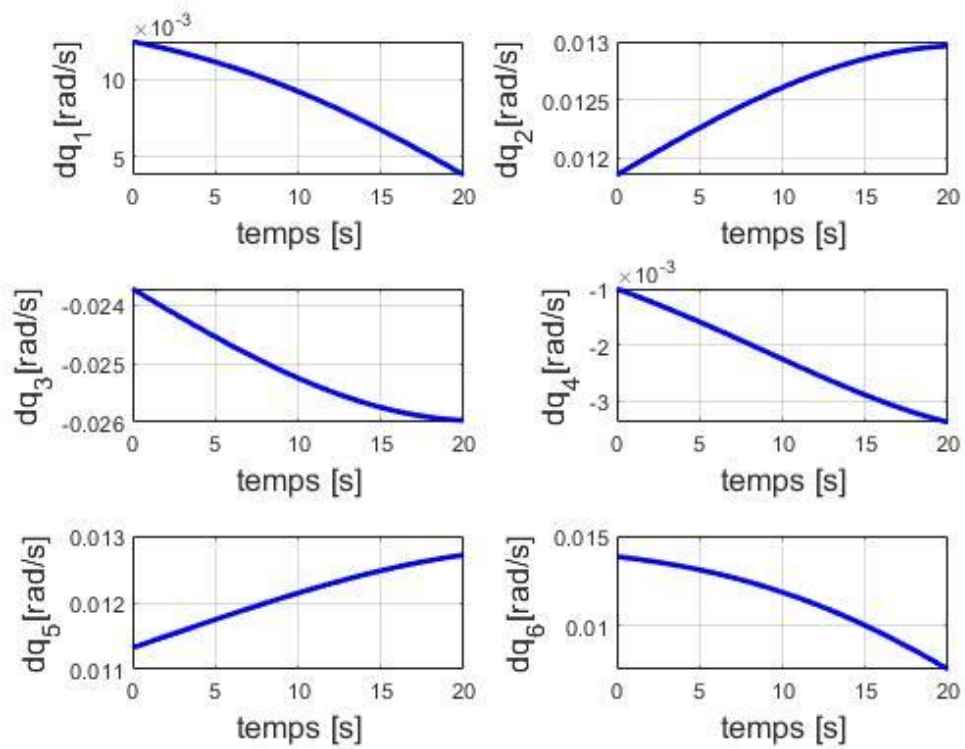 × 10-3
10
5
dq1[rad/s]
0 5 10 15 20
temps [s]
0.013
0.0125
0.012
dq2[rad/s]
0 5 10 15 20
temps [s]
-0.024
-0.025
-0.026
dq3[rad/s]
0 5 10 15 20
temps [s]
× 10-3
-1
-2
-3
dq4[rad/s]
0 5 10 15 20
temps [s]
0.013
0.012
0.011
dq5[rad/s]
0 5 10 15 20
temps [s]
0.015
0.01
dq6[rad/s]
0 5 10 15 20
temps [s]